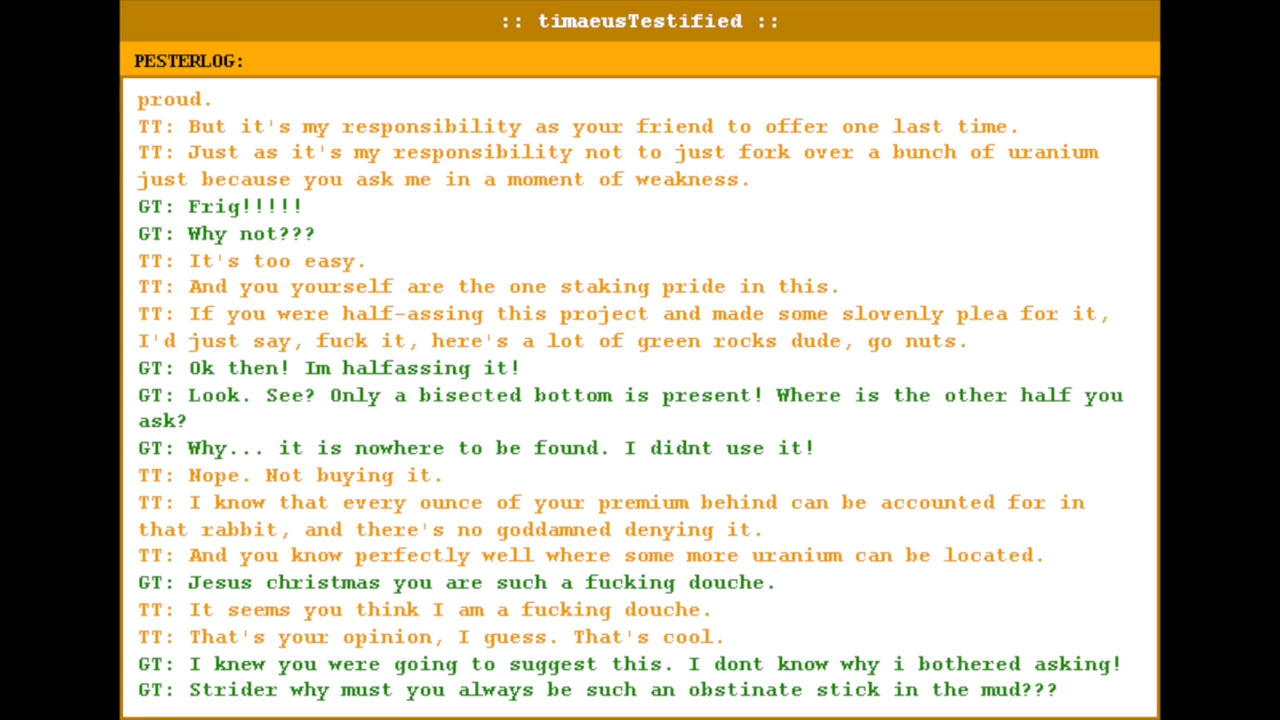 :: timaeusTestified ::
PESTERLOG:
proud.
TT: But it's my responsibility as your friend to offer one last time.
TT: Just as it's my responsibility not to just fork over a bunch of uranium
just because you ask me in a moment of weakness.
GT: Frig!!!!!
GT: Why not???
TT: It's too easy.
TT: And you yourself are the one staking pride in this.
TT: If you were half-assing this project and made some slovenly plea for it,
I'd just say, fuck it, here's a lot of green rocks dude, go nuts.
GT: Ok then! Im halfassing it!
GT: Look. See? Only a bisected bottom is present! Where is the other half you
ask?
GT: Why... it is nowhere to be found. I didnt use it!
TT: Nope. Not buying it.
TT: I know that every ounce of your premium behind can be accounted for in
that rabbit, and there's no goddamned denying it.
TT: And you know perfectly well where some more uranium can be located.
GT: Jesus christmas you are such a fucking douche.
TT: It seems you think I am a fucking douche.
TT: That's your opinion, I guess. That's cool.
GT: I knew you were going to suggest this. I dont know why i bothered asking!
GT: Strider why must you always be such an obstinate stick in the mud???